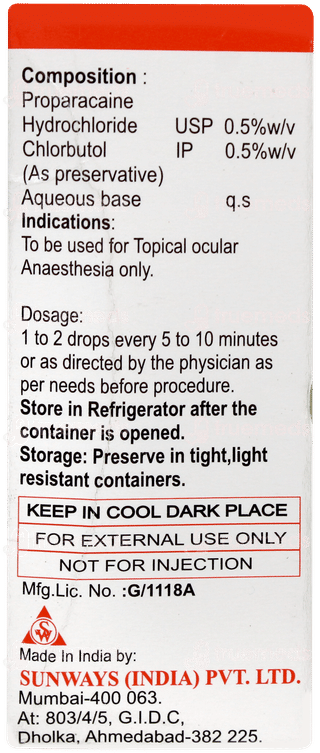 Composition :
Proparacaine
Hydrochloride USP 0.5%w/v
Chlorbutol IP 0.5%w/v
(As preservative)
Aqueous base q.s
Indications:
To be used for Topical ocular
Anaesthesia only.
Dosage:
1 to 2 drops every 5 to 10 minutes
or as directed by the physician as
per needs before procedure.
Store in Refrigerator after the
container is opened.
Storage: Preserve in tight,light
resistant containers.
KEEP IN COOL DARK PLACE
FOR EXTERNAL USE ONLY
NOT FOR INJECTION
Mfg.Lic. No. :G/1118A
SW
Made In India by:
SUNWAYS (INDIA) PVT. LTD.
Mumbai-400 063.
At: 803/4/5, G.I.D.C,
Dholka, Ahmedabad-382 225.